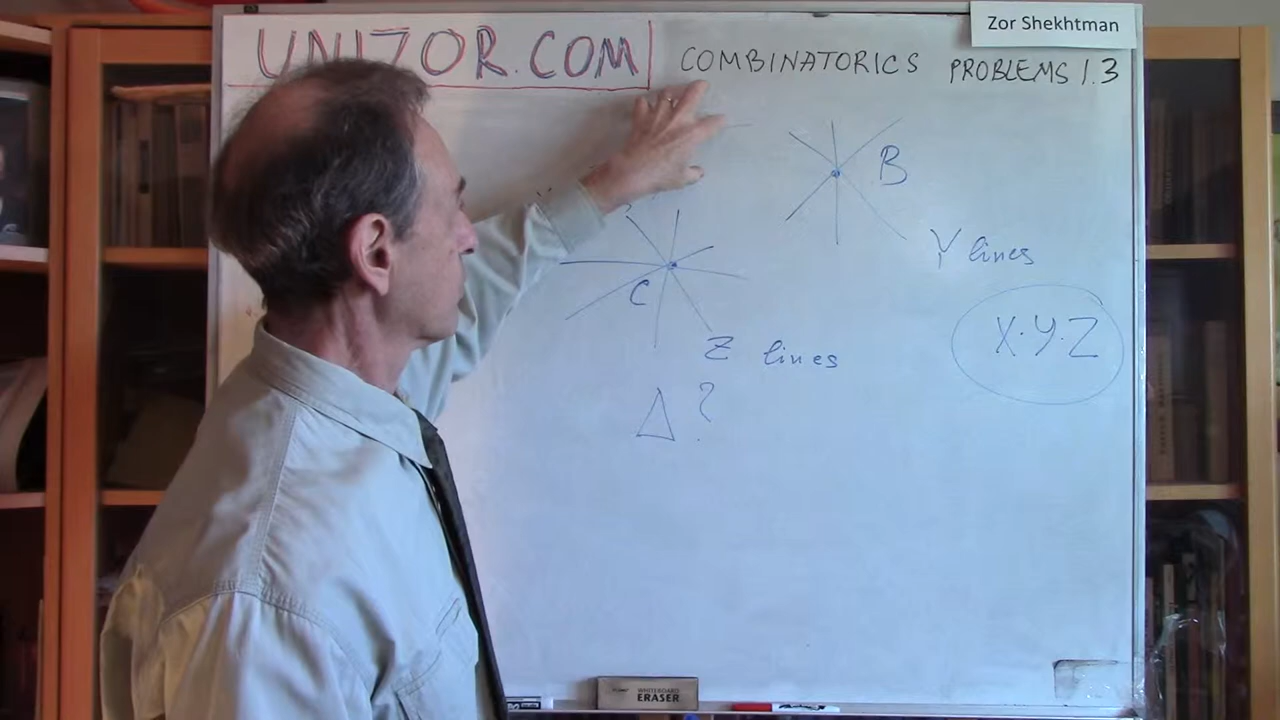 Zor Shekhtman
UNIZOR.COM
COMBINATORICS PROBLEMS 1.3
B
Y lines
C
X·Y·Z
Z lines
Δ?
WHITEBOARD
ERASER